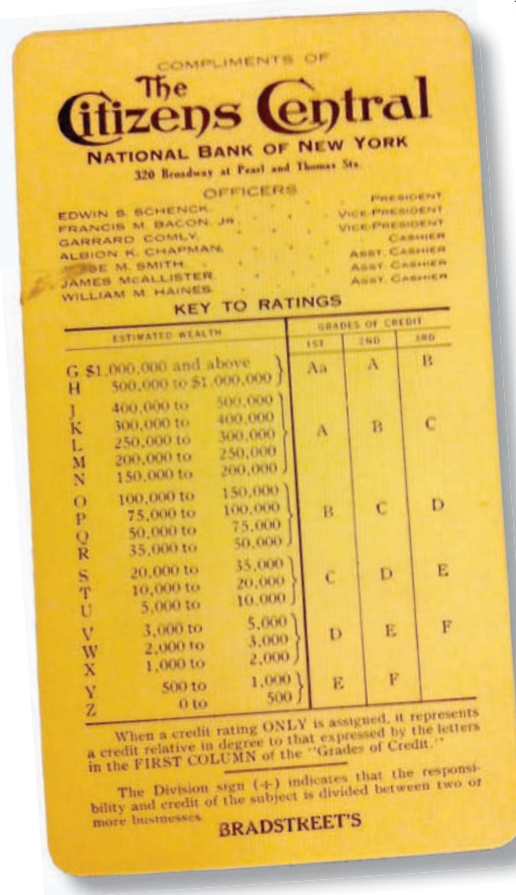 COMPLIMENTS OF
The
Citizens Central
NATIONAL BANK OF NEW YORK
320 Broadway at Pearl and Thomas Sts.
OFFICERS
EDWIN S. SCHENCK, PRESIDENT
FRANCIS M. BACON, JR. VICE-PRESIDENT
GARRARD COMLY, VICE-PRESIDENT
ALBION K. CHAPMAN, CASHIER
M. SMITH, ASST. CASHIER
JAMES McALLISTER, ASST. CASHIER
WILLIAM M. HAINES, ASST. CASHIER
KEY TO RATINGS
ESTIMATED WEALTH GRADES OF CREDIT
1ST 2ND 3RD
G $1,000,000 and above Aa A B
H 500,000 to $1,000,000
J 400,000 to 500,000
K 300,000 to 400,000
L 250,000 to 300,000 A B C
M 200,000 to 250,000
N 150,000 to 200,000
O 100,000 to 150,000
P 75,000 to 100,000
Q 50,000 to 75,000 B C D
R 35,000 to 50,000
S 20,000 to 35,000
T 10,000 to 20,000 C D E
U 5,000 to 10,000
V 3,000 to 5,000
W 2,000 to 3,000 D E F
X 1,000 to 2,000
Y 500 to 1,000 E F
Z 0 to 500
When a credit rating ONLY is assigned, it represents
a credit relative in degree to that expressed by the letters
in the FIRST COLUMN of the "Grades of Credit."
The Division sign (÷) indicates that the responsi-
bility and credit of the subject is divided between two or
more businesses.
BRADSTREET'S